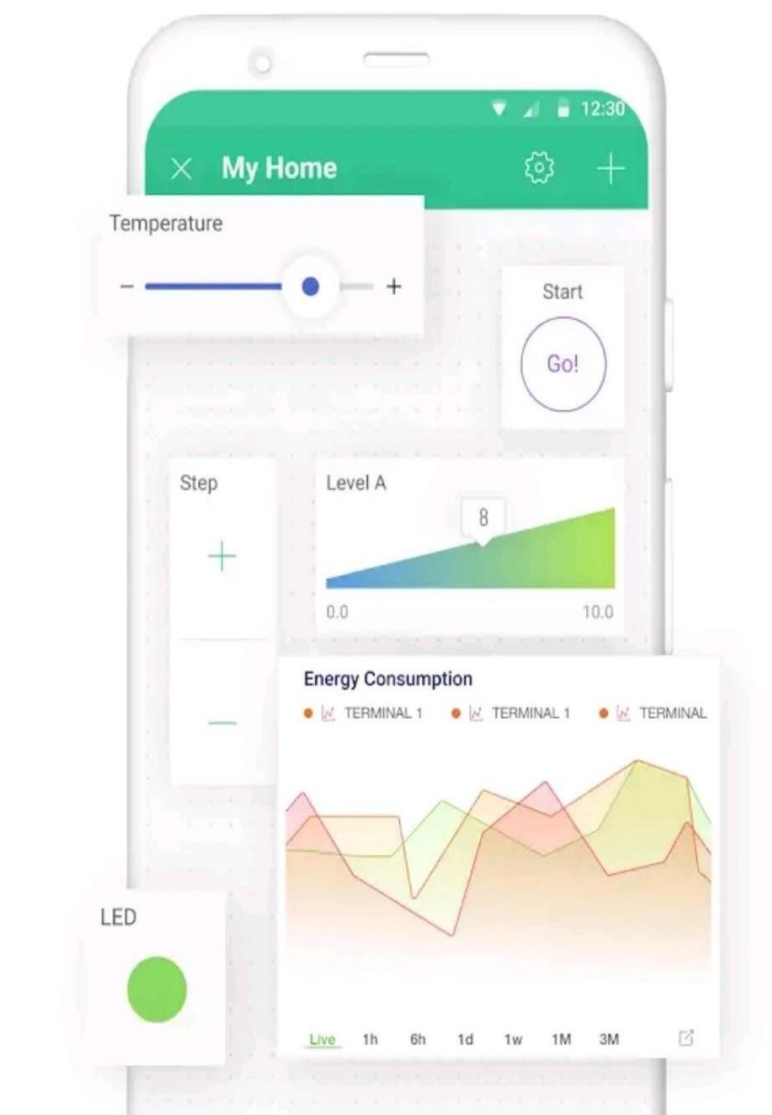 12:30
My Home
Temperature
− +
Start
Go!
Step
+
−
Level A
8
0.0 10.0
Energy Consumption
TERMINAL 1 TERMINAL 1 TERMINAL
LED
Live 1h 6h 1d 1w 1M 3M